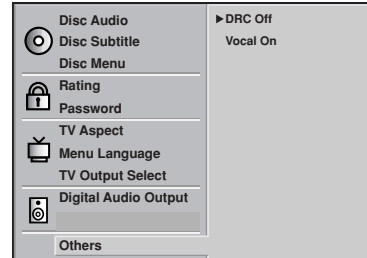 Disc Audio
Disc Subtitle
Disc Menu
Rating
Password
TV Aspect
Menu Language
TV Output Select
Digital Audio Output
Others
▶DRC Off
Vocal On